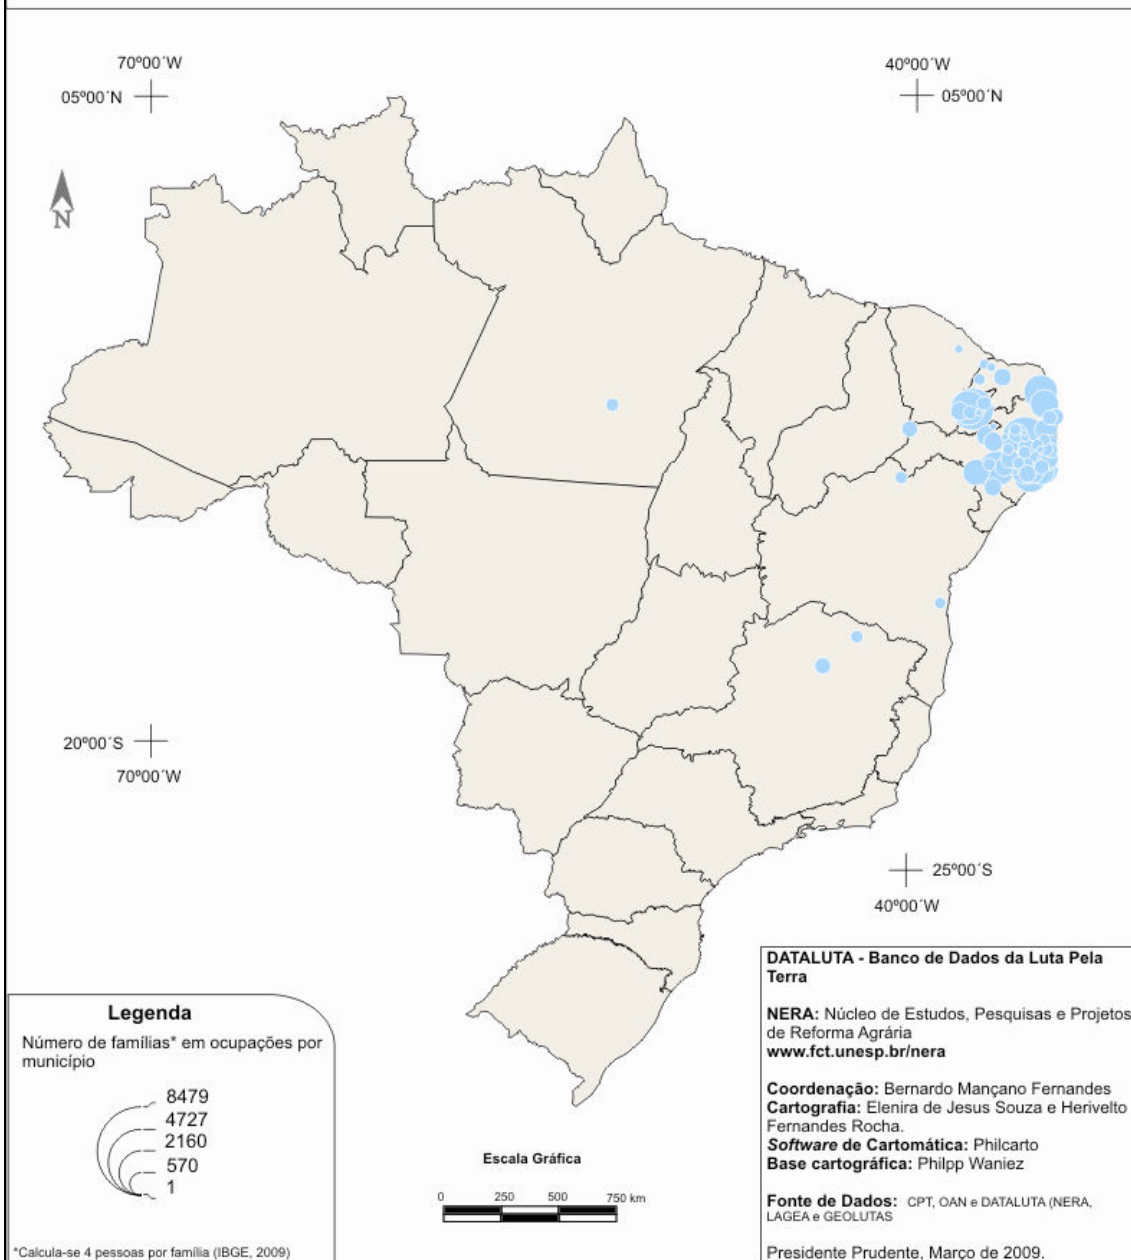 70º00´W
40º00´W
05º00´N
05º00´N
N
20º00´S
70º00´W
25º00´S
40º00´W
Legenda
Número de famílias* em ocupações por
município
8479
4727
2160
570
1
*Calcula-se 4 pessoas por família (IBGE, 2009)
Escala Gráfica
0 250 500 750 km
DATALUTA - Banco de Dados da Luta Pela
Terra
NERA: Núcleo de Estudos, Pesquisas e Projetos
de Reforma Agrária
www.fct.unesp.br/nera
Coordenação: Bernardo Mançano Fernandes
Cartografia: Elenira de Jesus Souza e Herivelto
Fernandes Rocha.
Software de Cartomática: Philcarto
Base cartográfica: Philpp Waniez
Fonte de Dados: CPT, OAN e DATALUTA (NERA,
LAGEA e GEOLUTAS
Presidente Prudente, Março de 2009.